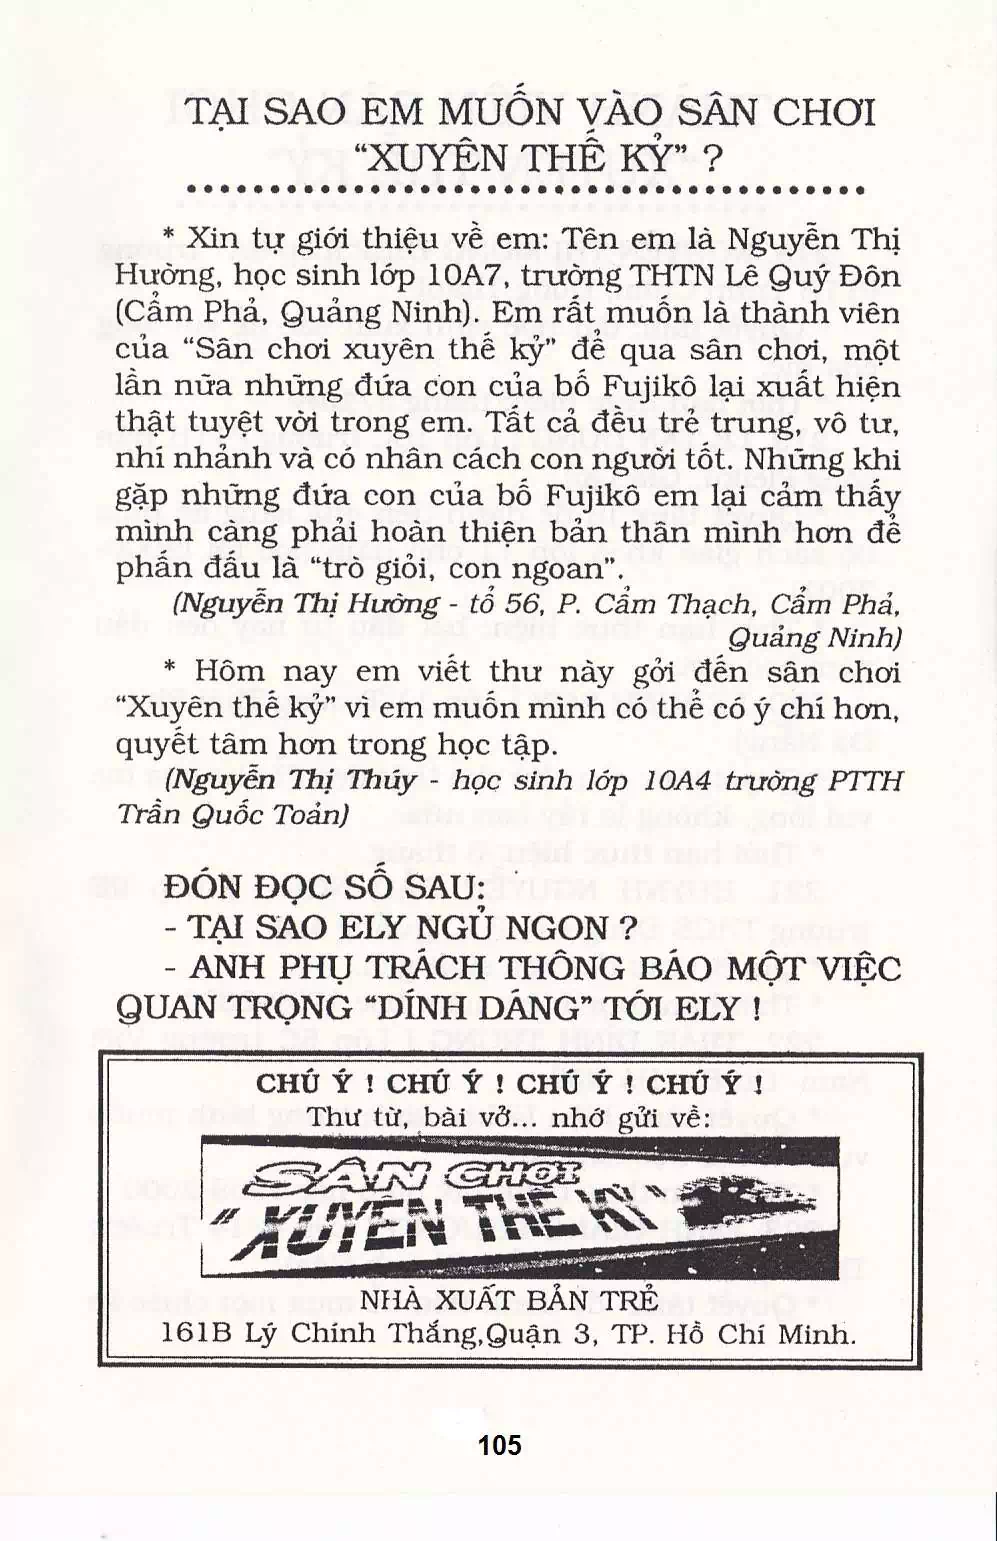 TẠI SAO EM MUỐN VÀO SÂN CHƠI
“XUYÊN THẾ KỶ” ?
* Xin tự giới thiệu về em: Tên em là Nguyễn Thị
Hường, học sinh lớp 10A7, trường THTN Lê Quý Đôn
(Cẩm Phả, Quảng Ninh). Em rất muốn là thành viên
của “Sân chơi xuyên thế kỷ” để qua sân chơi, một
lần nữa những đứa con của bố Fujikô lại xuất hiện
thật tuyệt vời trong em. Tất cả đều trẻ trung, vô tư,
nhí nhảnh và có nhân cách con người tốt. Những khi
gặp những đứa con của bố Fujikô em lại cảm thấy
mình càng phải hoàn thiện bản thân mình hơn để
phấn đấu là “trò giỏi, con ngoan”.
(Nguyễn Thị Hường - tổ 56, P. Cẩm Thạch, Cẩm Phả,
Quảng Ninh)
* Hôm nay em viết thư này gởi đến sân chơi
“Xuyên thế kỷ” vì em muốn mình có thể có ý chí hơn,
quyết tâm hơn trong học tập.
(Nguyễn Thị Thùy - học sinh lớp 10A4 trường PTTH
Trần Quốc Toản)
ĐÓN ĐỌC SỐ SAU:
- TẠI SAO ELY NGỦ NGON ?
- ANH PHỤ TRÁCH THÔNG BÁO MỘT VIỆC
QUAN TRỌNG “DÍNH DÁNG” TỚI ELY !
CHÚ Ý ! CHÚ Ý ! CHÚ Ý ! CHÚ Ý !
Thư từ, bài vở... nhớ gửi về:
SÂN CHƠI
"XUYÊN THẾ KỶ"
NHÀ XUẤT BẢN TRẺ
161B Lý Chính Thắng,Quận 3, TP. Hồ Chí Minh.
105